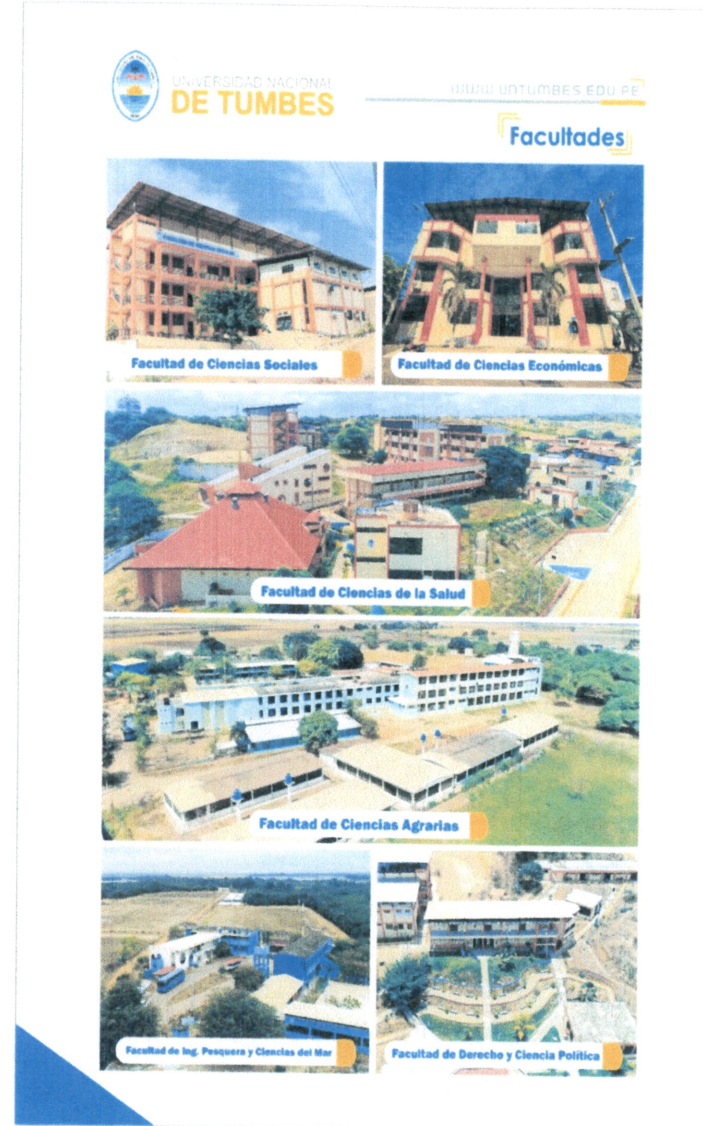 UNIVERSIDAD NACIONAL
DE TUMBES
WWW.UNTUMBES.EDU.PE
Facultades
Facultad de Ciencias Sociales
Facultad de Ciencias Económicas
Facultad de Ciencias de la Salud
Facultad de Ciencias Agrarias
Facultad de Ing. Pesquera y Ciencias del Mar
Facultad de Derecho y Ciencia Política